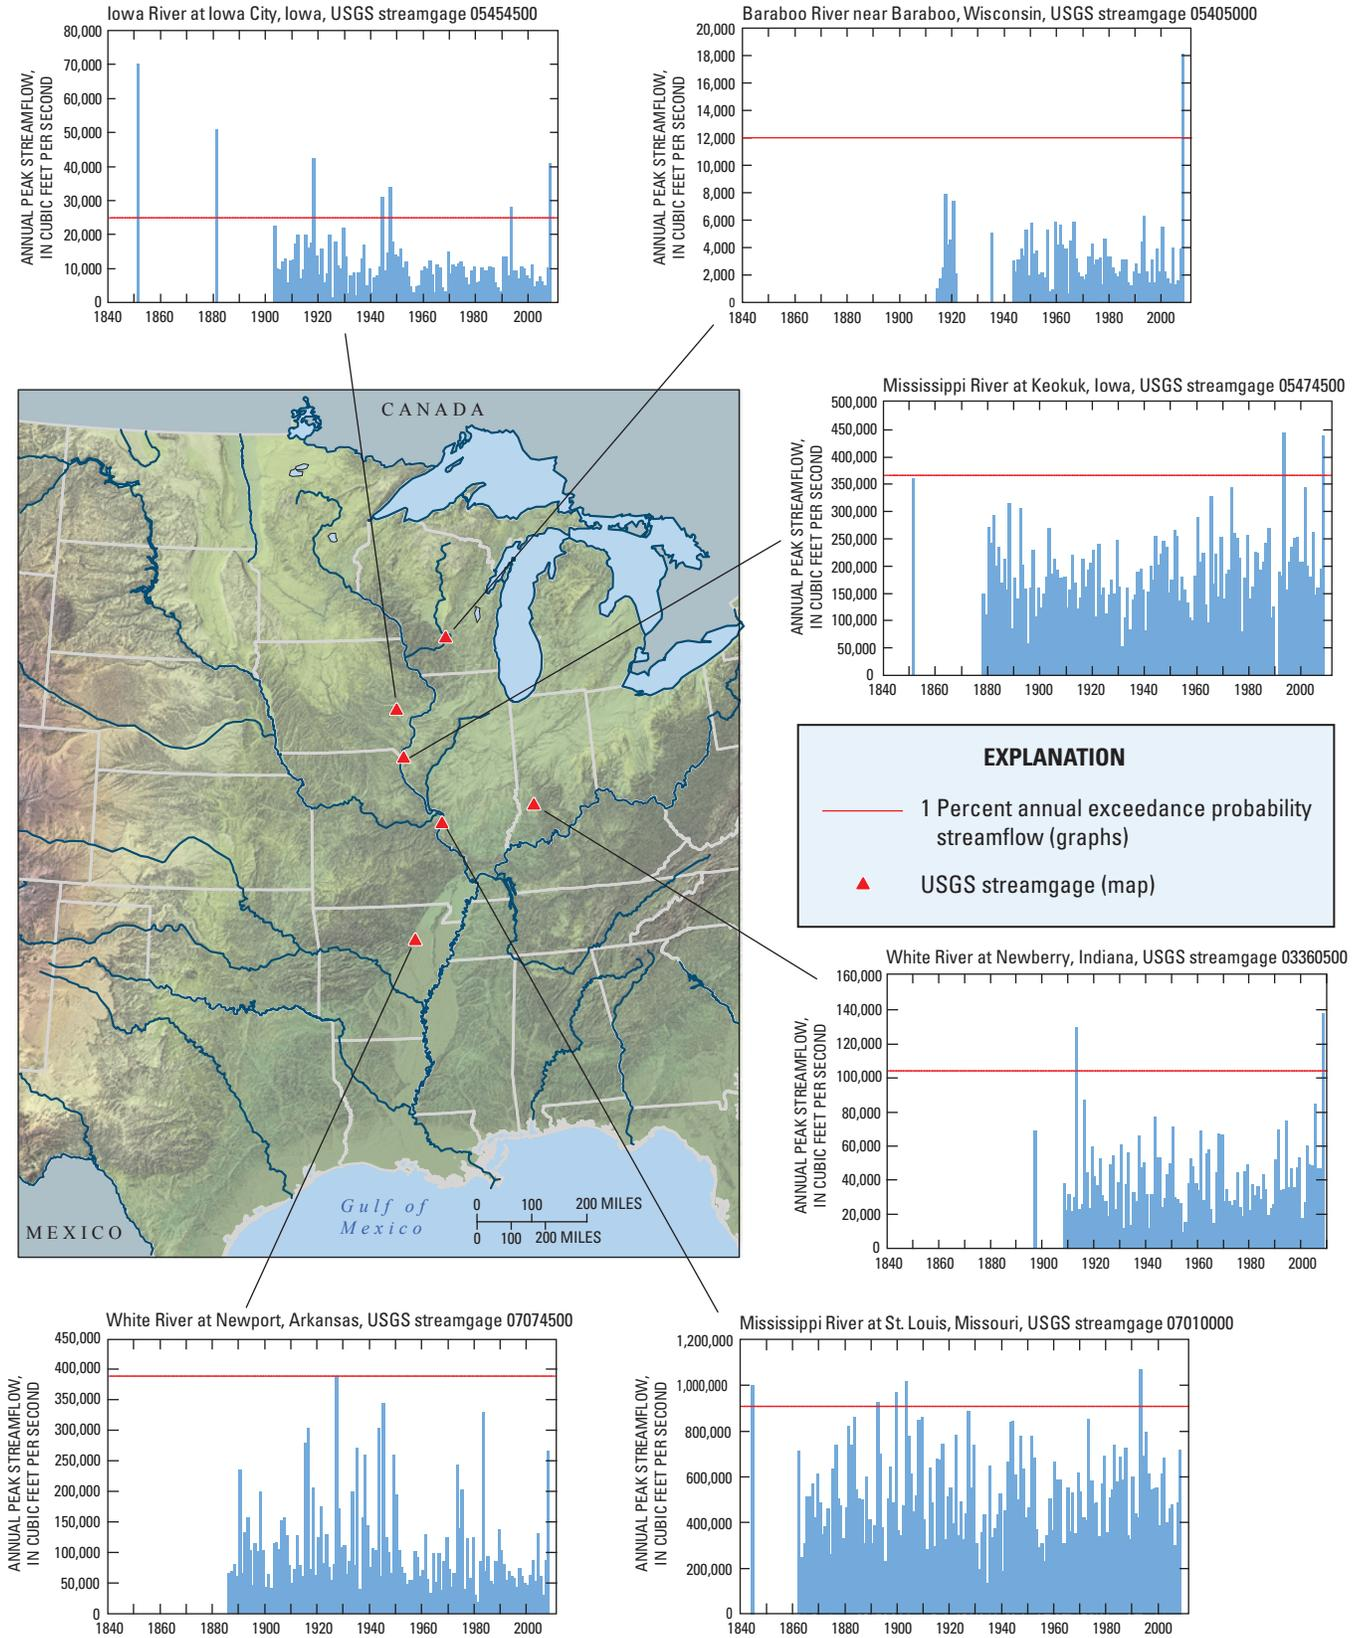 Iowa River at Iowa City, Iowa, USGS streamgage 05454500
ANNUAL PEAK STREAMFLOW,
IN CUBIC FEET PER SECOND
80,000
70,000
60,000
50,000
40,000
30,000
20,000
10,000
0
1840 1860 1880 1900 1920 1940 1960 1980 2000
Baraboo River near Baraboo, Wisconsin, USGS streamgage 05405000
ANNUAL PEAK STREAMFLOW,
IN CUBIC FEET PER SECOND
20,000
18,000
16,000
14,000
12,000
10,000
8,000
6,000
4,000
2,000
0
1840 1860 1880 1900 1920 1940 1960 1980 2000
Mississippi River at Keokuk, Iowa, USGS streamgage 05474500
ANNUAL PEAK STREAMFLOW,
IN CUBIC FEET PER SECOND
500,000
450,000
400,000
350,000
300,000
250,000
200,000
150,000
100,000
50,000
0
1840 1860 1880 1900 1920 1940 1960 1980 2000
CANADA
MEXICO
Gulf of
Mexico
0 100 200 MILES
0 100 200 MILES
EXPLANATION
1 Percent annual exceedance probability
streamflow (graphs)
USGS streamgage (map)
White River at Newberry, Indiana, USGS streamgage 03360500
ANNUAL PEAK STREAMFLOW,
IN CUBIC FEET PER SECOND
160,000
140,000
120,000
100,000
80,000
60,000
40,000
20,000
0
1840 1860 1880 1900 1920 1940 1960 1980 2000
White River at Newport, Arkansas, USGS streamgage 07074500
ANNUAL PEAK STREAMFLOW,
IN CUBIC FEET PER SECOND
450,000
400,000
350,000
300,000
250,000
200,000
150,000
100,000
50,000
0
1840 1860 1880 1900 1920 1940 1960 1980 2000
Mississippi River at St. Louis, Missouri, USGS streamgage 07010000
ANNUAL PEAK STREAMFLOW,
IN CUBIC FEET PER SECOND
1,200,000
1,000,000
800,000
600,000
400,000
200,000
0
1840 1860 1880 1900 1920 1940 1960 1980 2000